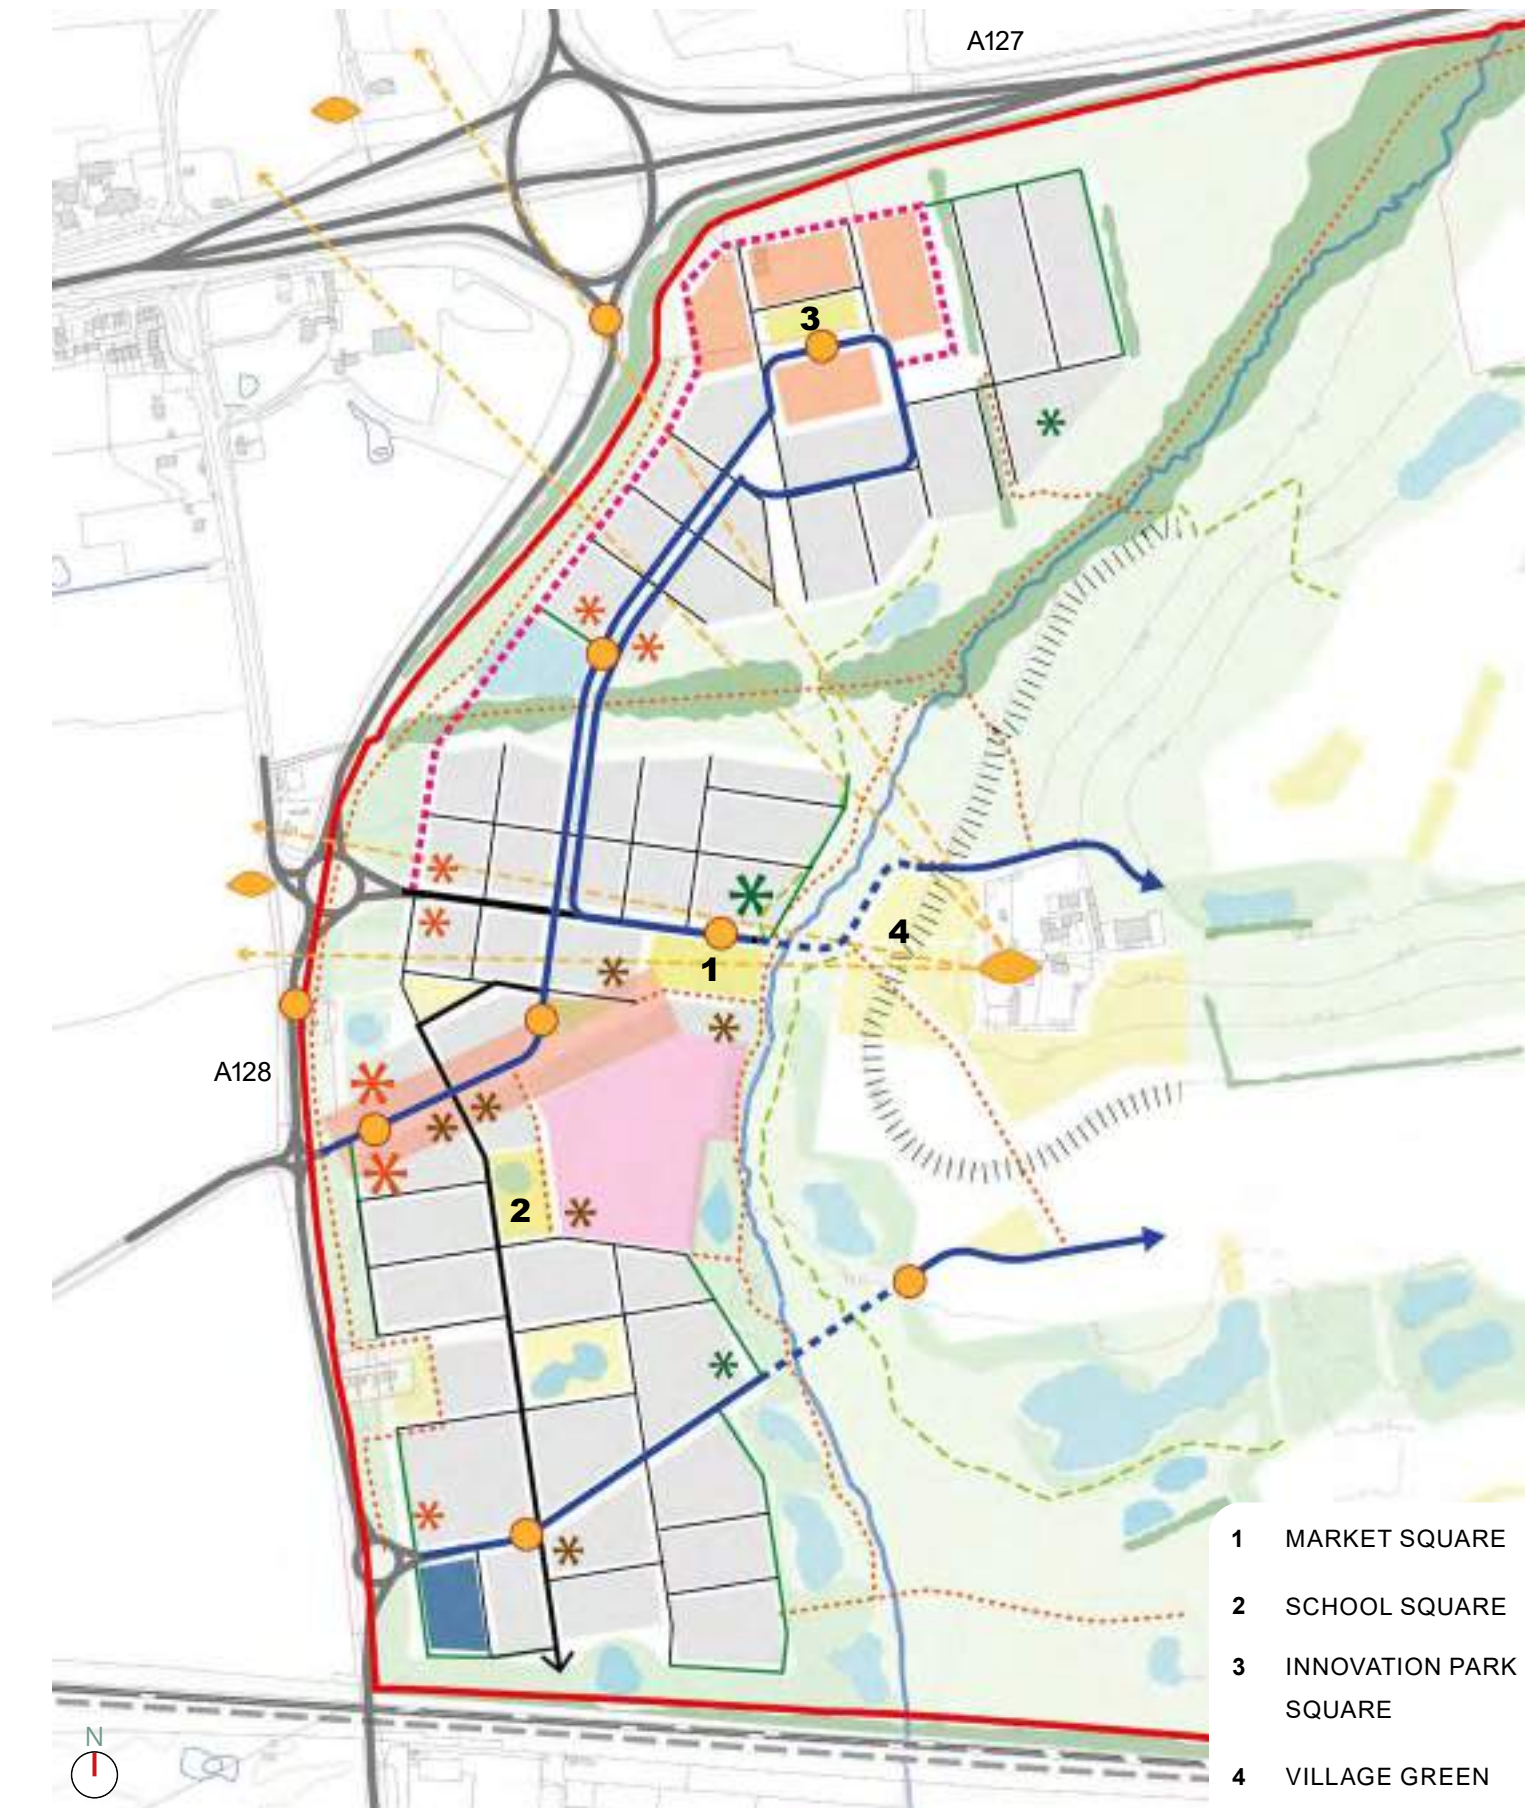 A127
3
4
1
A128
2
1 MARKET SQUARE
2 SCHOOL SQUARE
3 INNOVATION PARK
SQUARE
4 VILLAGE GREEN
N